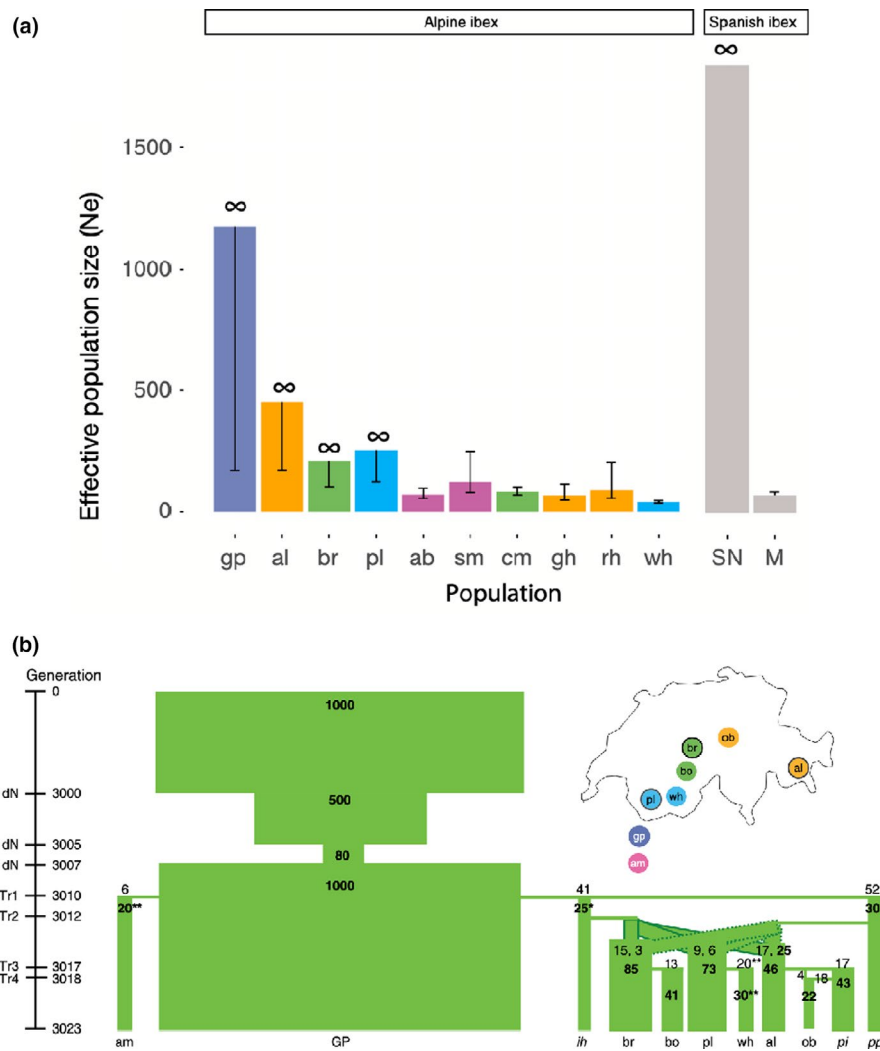 (a)
Alpine ibex Spanish ibex
∞
1500 -
∞
1000 -
∞
500 -
∞ ∞
0 -
Effective population size (Ne)
gp al br pl ab sm cm gh rh wh SN M
Population
(b)
Generation
0
1000
dN 3000
500
dN 3005
80
dN 3007
1000
Tr1 3010
Tr2 3012
Tr3 3017
Tr4 3018
3023
br ob
bo al
pl wh
gp
am
6 41 52
20** 25* 30
15, 3 9, 6 17, 25
13 20** 17
85 73 46 4 18 43
41 30** 22
am GP ih br bo pl wh al ob pi pp